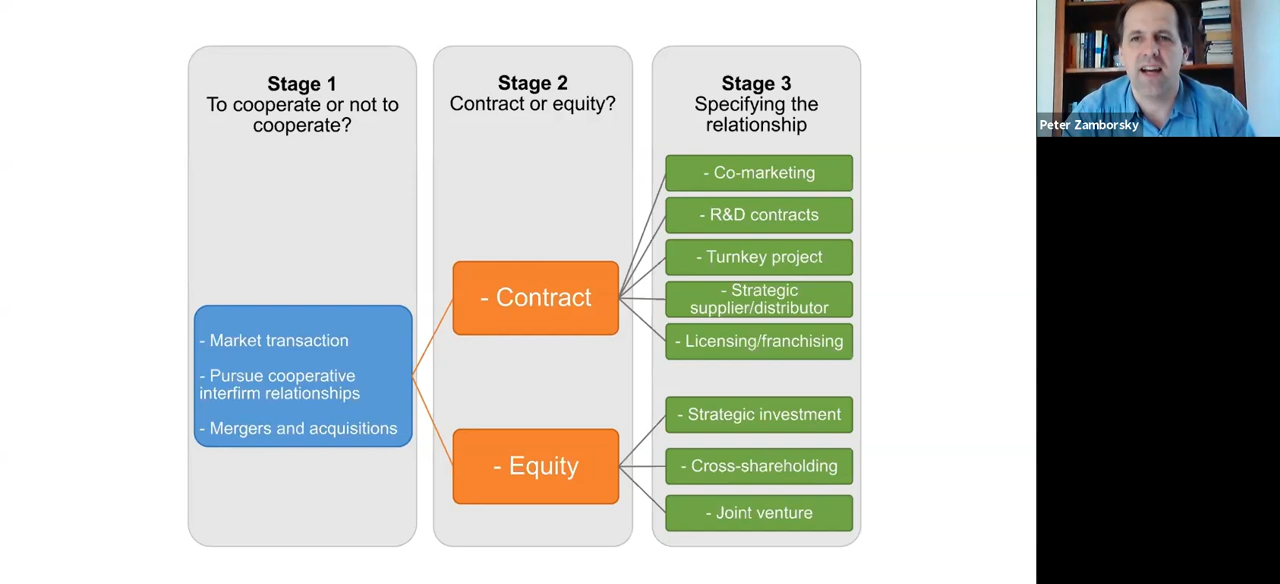 Stage 1
To cooperate or not to
cooperate?
- Market transaction
- Pursue cooperative
interfirm relationships
- Mergers and acquisitions
Stage 2
Contract or equity?
- Contract
- Equity
Stage 3
Specifying the
relationship
- Co-marketing
- R&D contracts
- Turnkey project
- Strategic
supplier/distributor
- Licensing/franchising
- Strategic investment
- Cross-shareholding
- Joint venture
Peter Zamborsky